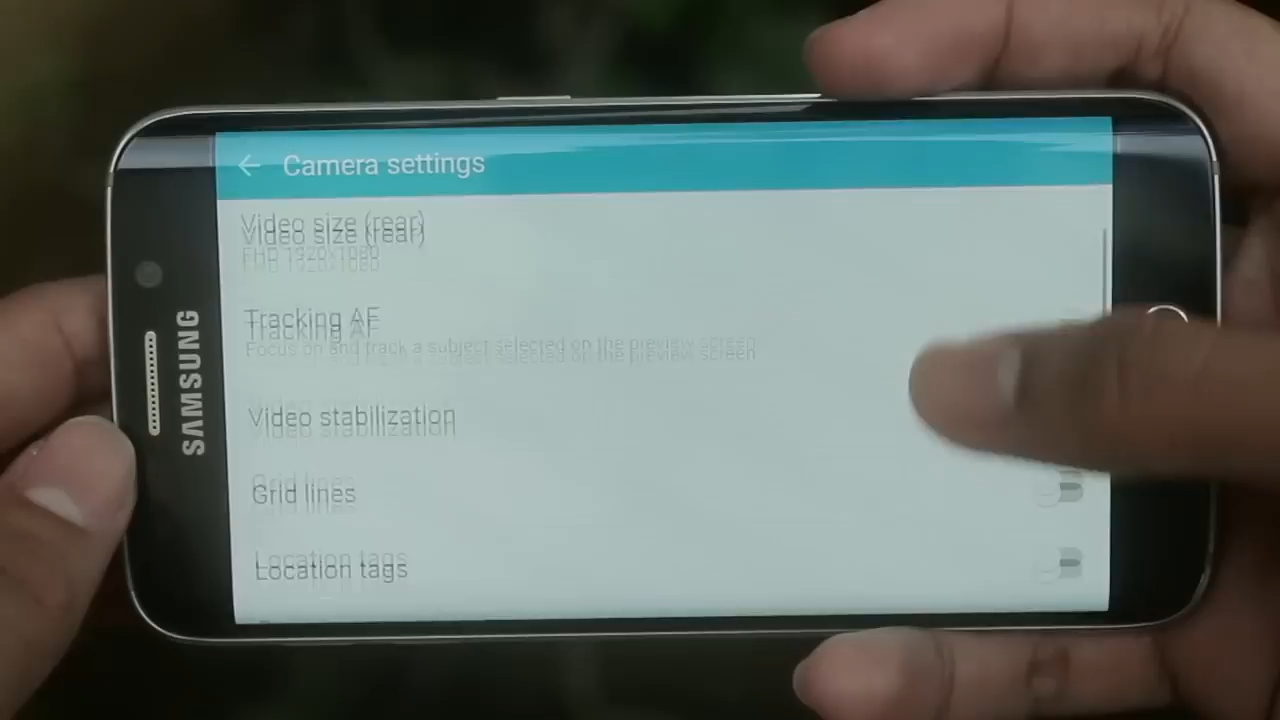 Camera settings
Video size (rear)
FHD 1920x1080
Tracking AF
Focus on and track a subject selected on the preview screen
Video stabilization
Grid lines
Location tags
SAMSUNG